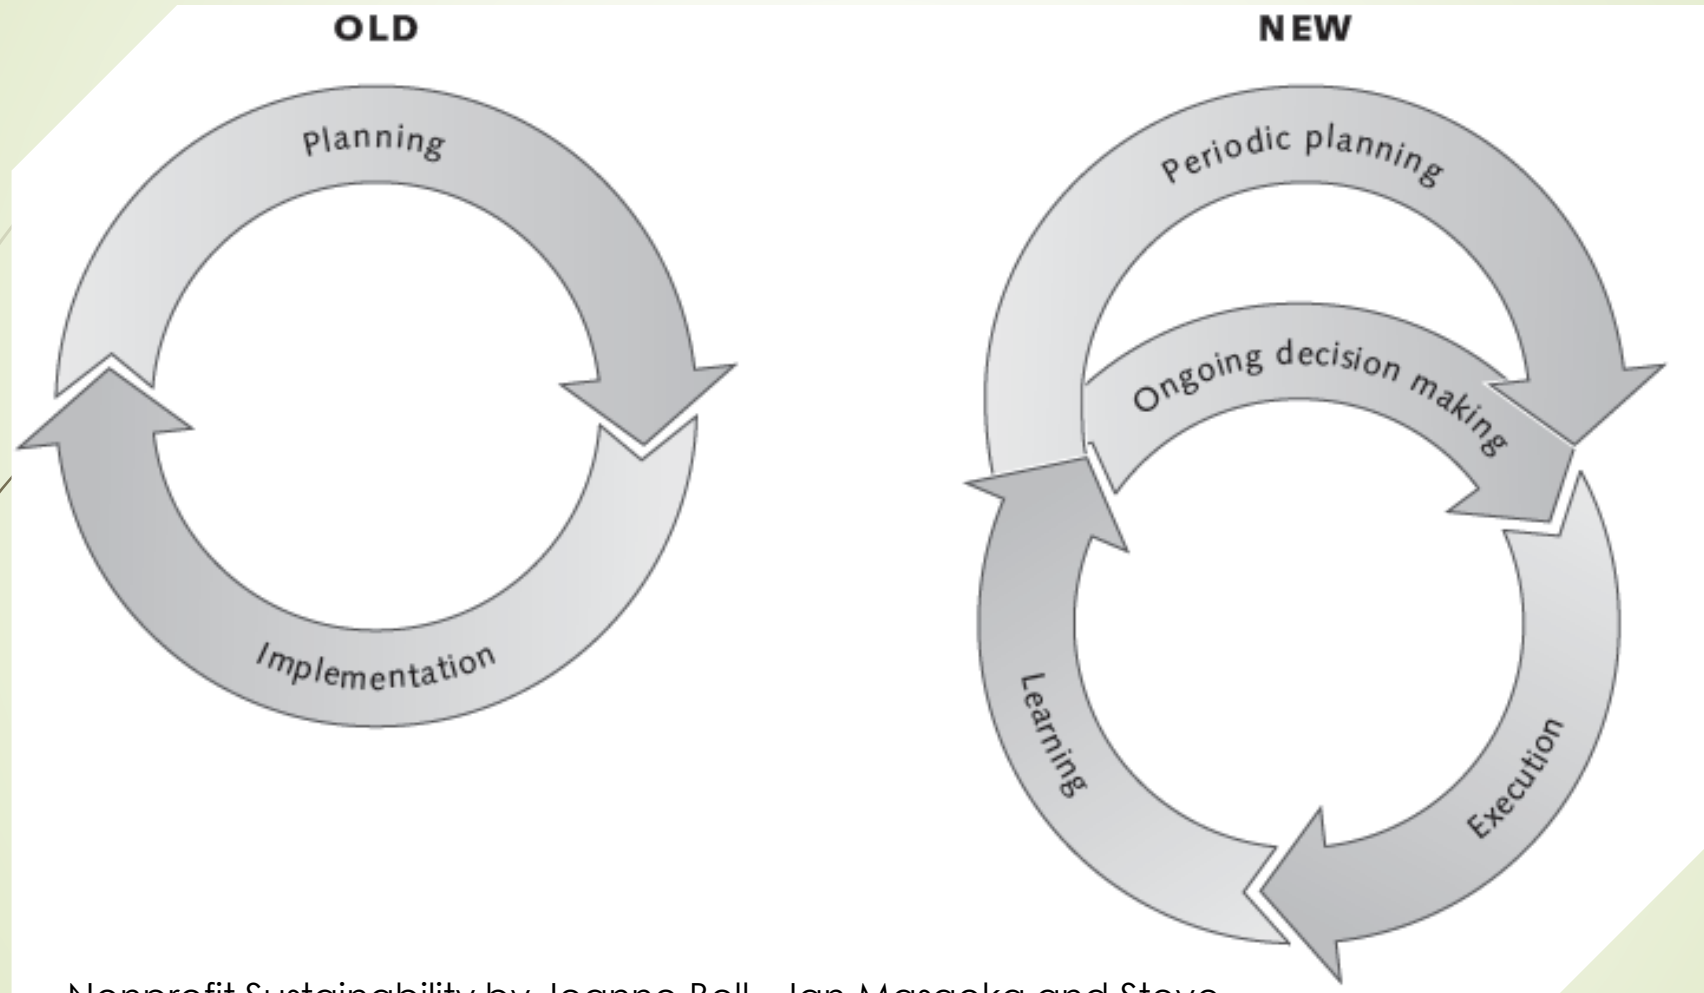 OLD
Planning
Implementation
NEW
Periodic planning
Ongoing decision making
Execution
Learning
Nonprofit Sustainability by Jeanne Bell, Jan Masaoka and Steve